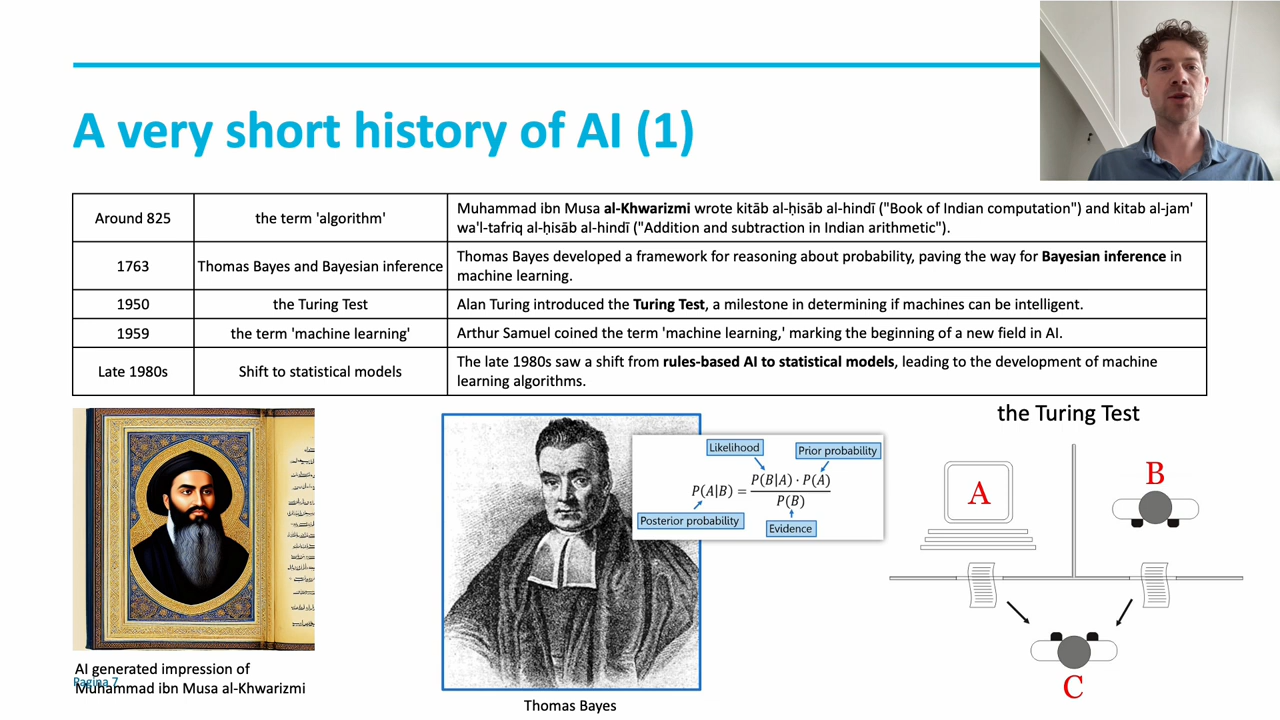 A very short history of AI (1)
Around 825
the term 'algorithm'
Muhammad ibn Musa al-Khwarizmi wrote kitāb al-ḥisāb al-hindī ("Book of Indian computation") and kitab al-jam'
wa'l-tafriq al-ḥisāb al-hindī ("Addition and subtraction in Indian arithmetic").
1763
Thomas Bayes and Bayesian inference
Thomas Bayes developed a framework for reasoning about probability, paving the way for Bayesian inference in
machine learning.
1950
the Turing Test
Alan Turing introduced the Turing Test, a milestone in determining if machines can be intelligent.
1959
the term 'machine learning'
Arthur Samuel coined the term 'machine learning,' marking the beginning of a new field in AI.
Late 1980s
Shift to statistical models
The late 1980s saw a shift from rules-based AI to statistical models, leading to the development of machine
learning algorithms.
AI generated impression of
Muhammad ibn Musa al-Khwarizmi
Pagina 7
Likelihood
Prior probability
P(A|B) = P(B|A) · P(A) / P(B)
Posterior probability
Evidence
Thomas Bayes
the Turing Test
A
B
C